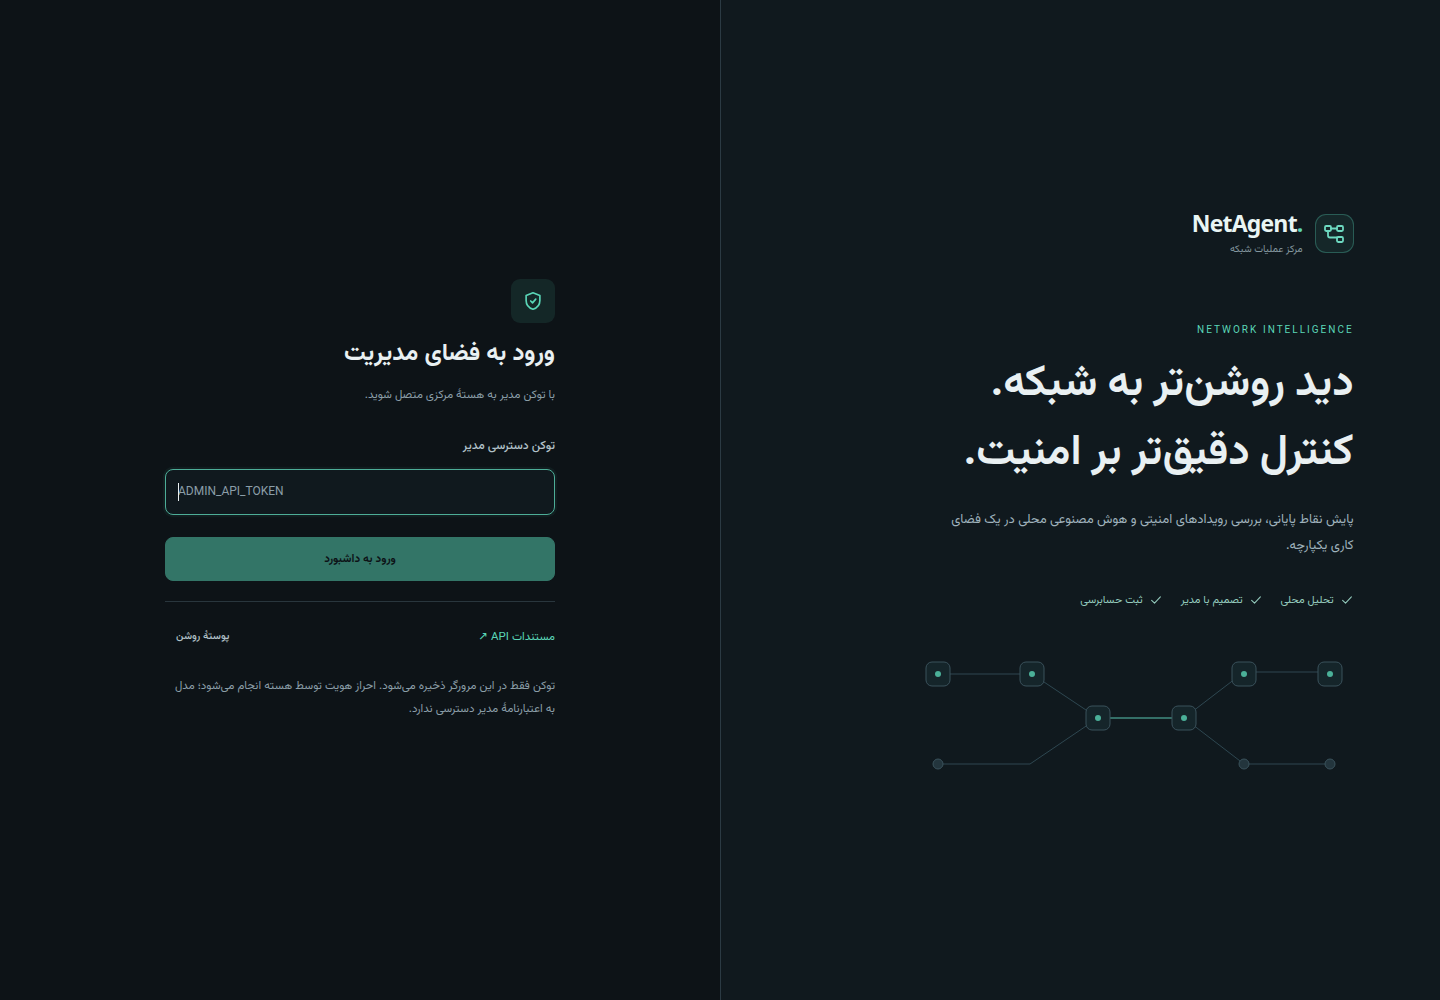 NetAgent.
مرکز عملیات شبکه
NETWORK INTELLIGENCE
دید روشن‌تر به شبکه.
کنترل دقیق‌تر بر امنیت.
پایش نقاط پایانی، بررسی رویدادهای امنیتی و هوش مصنوعی محلی در یک فضای
کاری یکپارچه.
تحلیل محلی تصمیم با مدیر ثبت حسابرسی
ورود به فضای مدیریت
با توکن مدیر به هستهٔ مرکزی متصل شوید.
توکن دسترسی مدیر
ADMIN_API_TOKEN
ورود به داشبورد
مستندات API ↗ پوستهٔ روشن
توکن فقط در این مرورگر ذخیره می‌شود. احراز هویت توسط هسته انجام می‌شود؛ مدل
به اعتبارنامهٔ مدیر دسترسی ندارد.